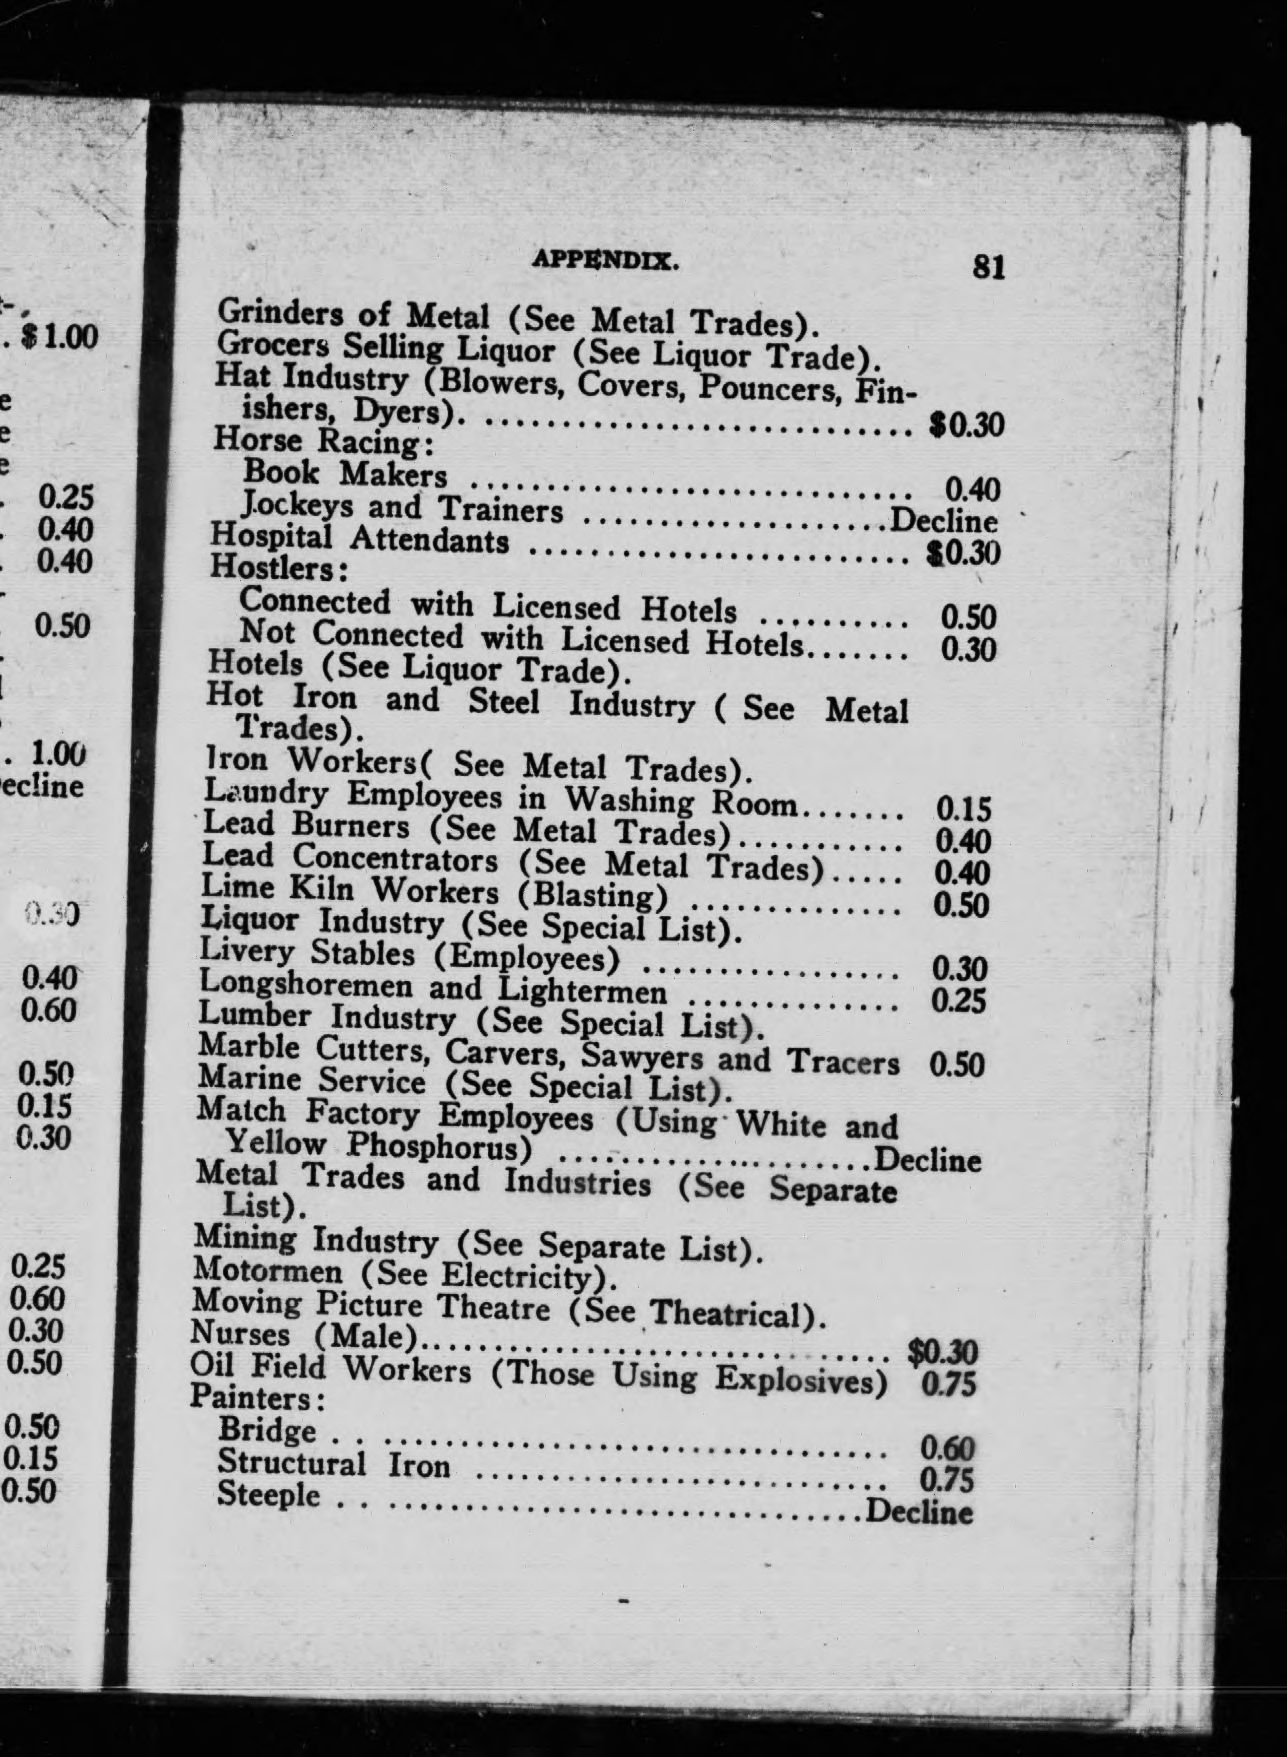 -.
. $1.00
e
e
e
. 0.25
. 0.40
. 0.40
0.50
. 1.00
ecline
0.30
0.40
0.60
0.50
0.15
0.30
0.25
0.60
0.30
0.50
0.50
0.15
0.50
APPENDIX. 81
Grinders of Metal (See Metal Trades).
Grocers Selling Liquor (See Liquor Trade).
Hat Industry (Blowers, Covers, Pouncers, Fin-
ishers, Dyers). ............................ $0.30
Horse Racing:
Book Makers ............................. 0.40
Jockeys and Trainers ....................Decline
Hospital Attendants ......................... $0.30
Hostlers:
Connected with Licensed Hotels .......... 0.50
Not Connected with Licensed Hotels....... 0.30
Hotels (See Liquor Trade).
Hot Iron and Steel Industry ( See Metal
Trades).
Iron Workers( See Metal Trades).
Laundry Employees in Washing Room....... 0.15
Lead Burners (See Metal Trades)........... 0.40
Lead Concentrators (See Metal Trades)..... 0.40
Lime Kiln Workers (Blasting) .............. 0.50
Liquor Industry (See Special List).
Livery Stables (Employees) ................. 0.30
Longshoremen and Lightermen .............. 0.25
Lumber Industry (See Special List).
Marble Cutters, Carvers, Sawyers and Tracers 0.50
Marine Service (See Special List).
Match Factory Employees (Using White and
Yellow Phosphorus) .....................Decline
Metal Trades and Industries (See Separate
List).
Mining Industry (See Separate List).
Motormen (See Electricity).
Moving Picture Theatre (See Theatrical).
Nurses (Male)............................... $0.30
Oil Field Workers (Those Using Explosives) 0.75
Painters:
Bridge . . ................................. 0.60
Structural Iron ........................... 0.75
Steeple . . ...............................Decline